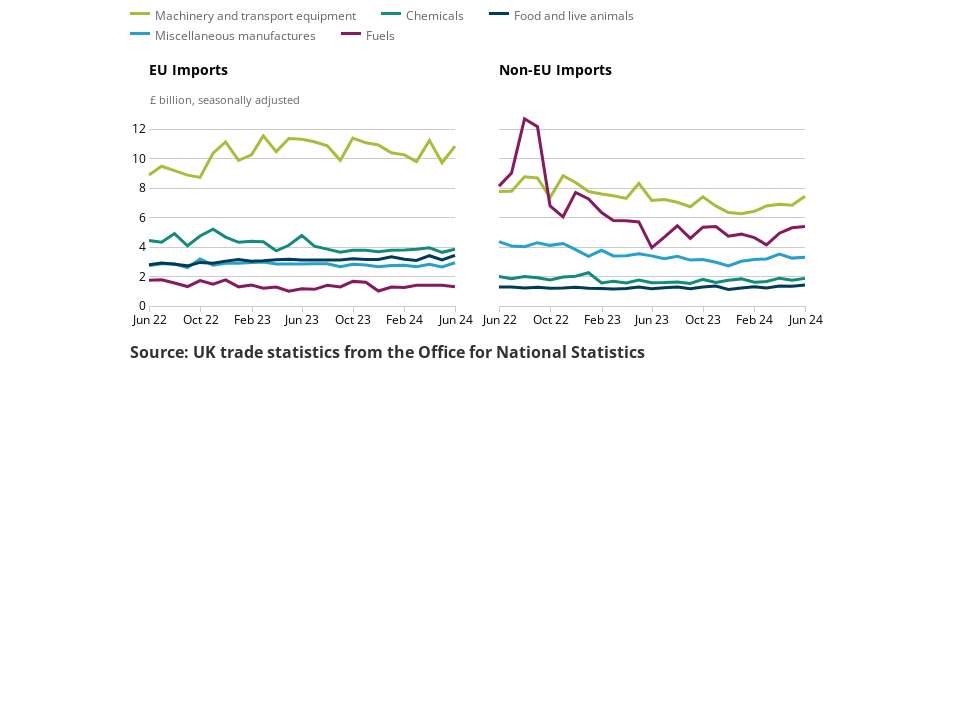 Machinery and transport equipment Chemicals Food and live animals
Miscellaneous manufactures Fuels
EU Imports Non-EU Imports
£ billion, seasonally adjusted
12
10
8
6
4
2
0
Jun 22 Oct 22 Feb 23 Jun 23 Oct 23 Feb 24 Jun 24 Jun 22 Oct 22 Feb 23 Jun 23 Oct 23 Feb 24 Jun 24
Source: UK trade statistics from the Office for National Statistics